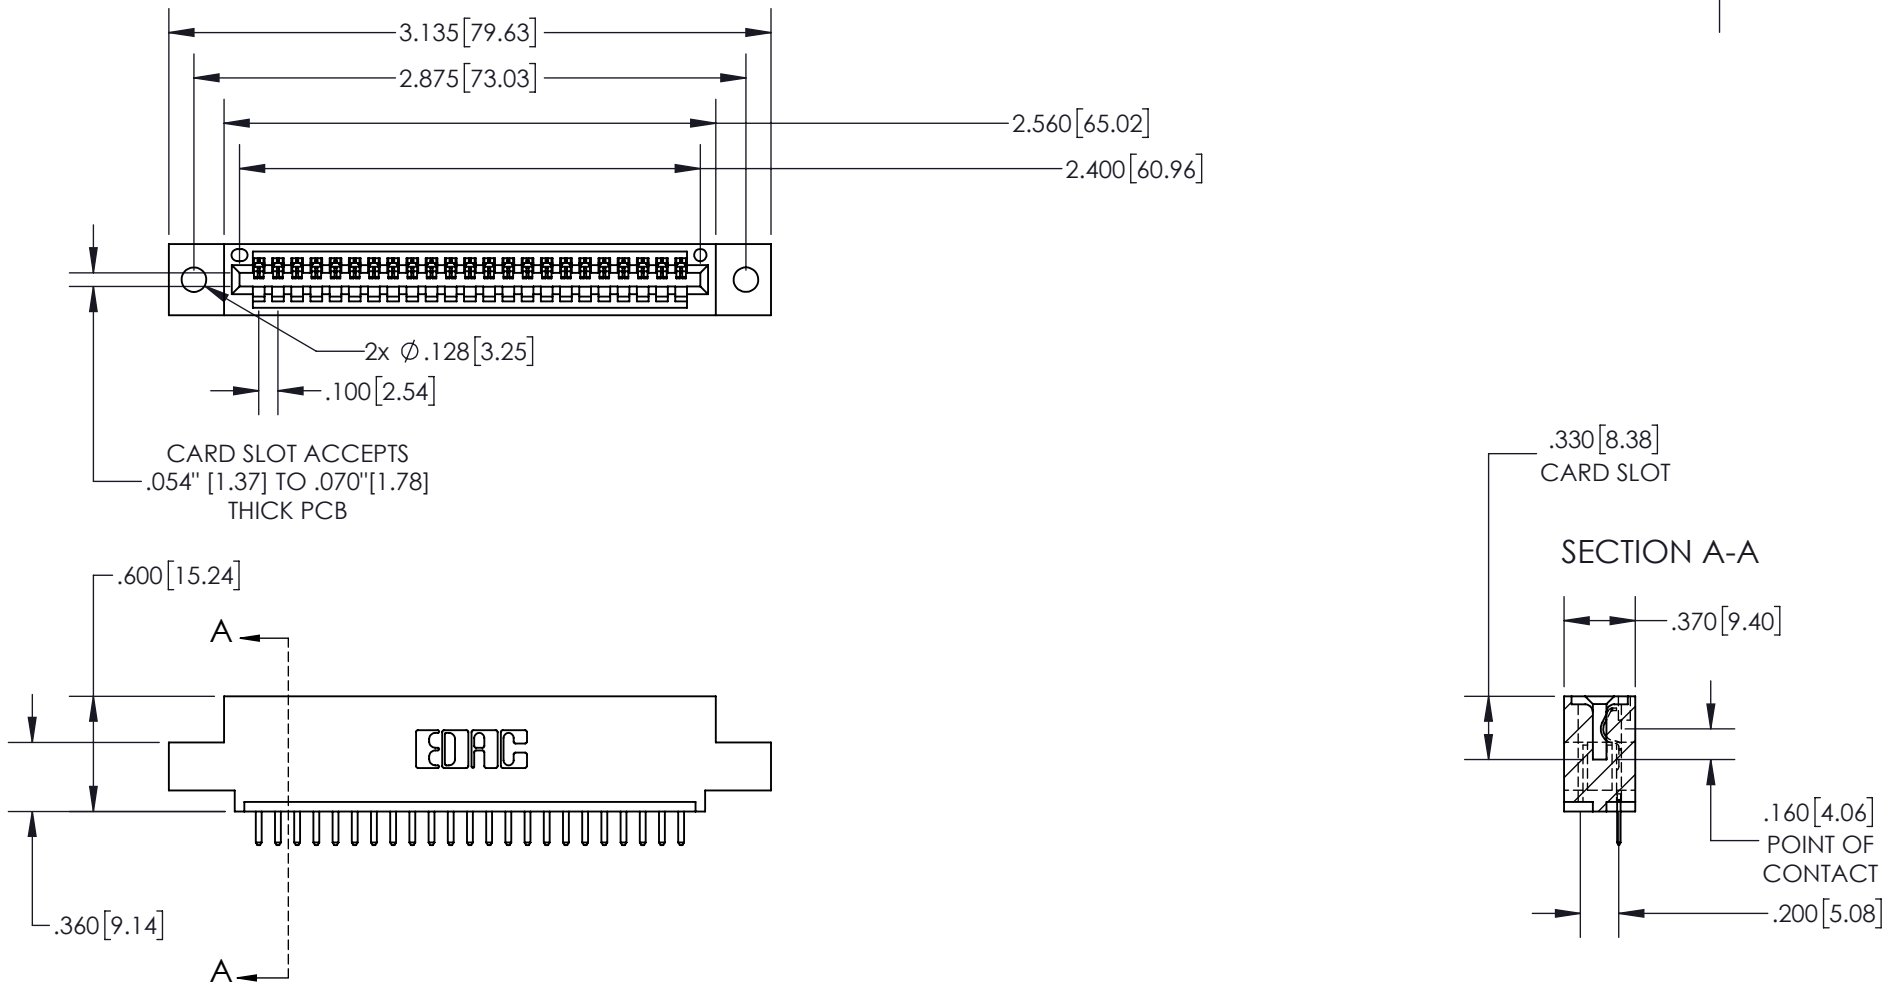 3.135[79.63]
2.875[73.03]
2.560[65.02]
2.400[60.96]
2x Ø.128[3.25]
.100[2.54]
CARD SLOT ACCEPTS
.054" [1.37] TO .070"[1.78]
THICK PCB
.330[8.38]
CARD SLOT
SECTION A-A
.600[15.24]
.370[9.40]
A
EDAC
.160[4.06]
POINT OF
CONTACT
.200[5.08]
.360[9.14]
A